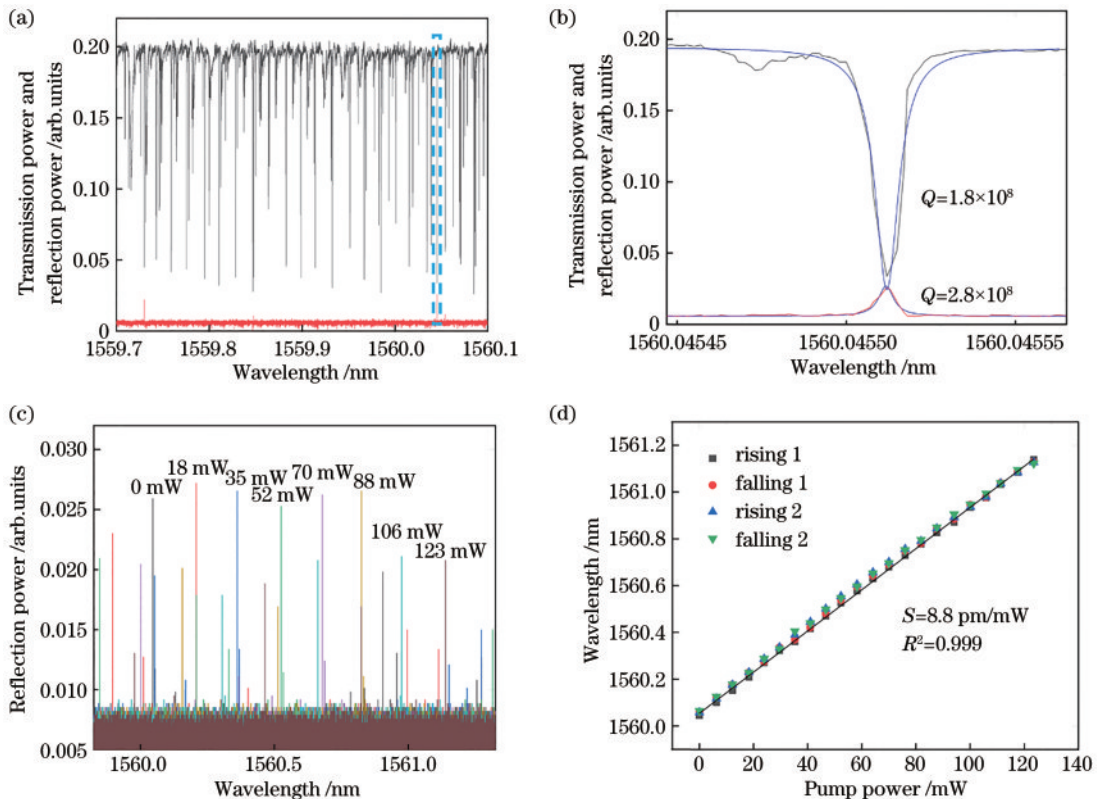 (a)
0.20
0.15
0.10
0.05
0
Transmission power and
reflection power /arb.units
1559.7
1559.8
1559.9
1560.0
1560.1
Wavelength /nm
(b)
0.20
0.15
0.10
0.05
0
Transmission power and
reflection power /arb.units
Q=1.8×10⁸
Q=2.8×10⁸
1560.04545
1560.04550
1560.04555
Wavelength /nm
(c)
0.030
0.025
0.020
0.015
0.010
0.005
Reflection power /arb.units
0 mW
18 mW
35 mW
52 mW
70 mW
88 mW
106 mW
123 mW
1560.0
1560.5
1561.0
Wavelength /nm
(d)
1561.2
1561.0
1560.8
1560.6
1560.4
1560.2
1560.0
Wavelength /nm
rising 1
falling 1
rising 2
falling 2
S=8.8 pm/mW
R²=0.999
0
20
40
60
80
100
120
140
Pump power /mW